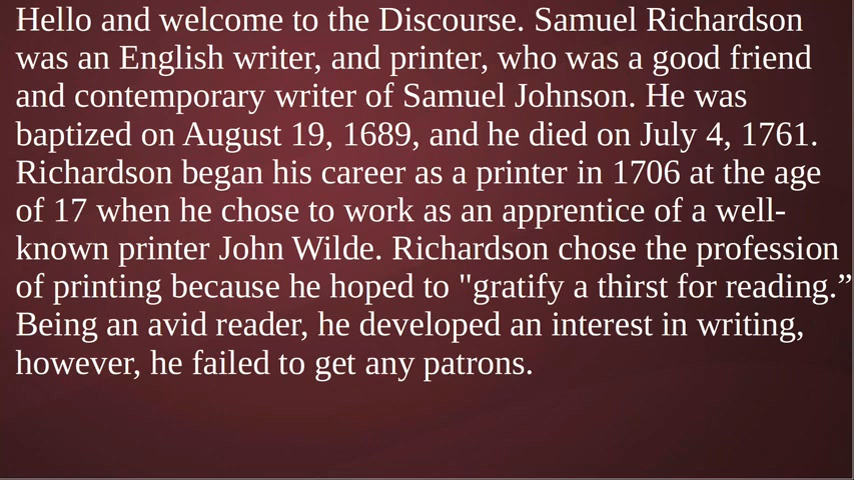 Hello and welcome to the Discourse. Samuel Richardson
was an English writer, and printer, who was a good friend
and contemporary writer of Samuel Johnson. He was
baptized on August 19, 1689, and he died on July 4, 1761.
Richardson began his career as a printer in 1706 at the age
of 17 when he chose to work as an apprentice of a well-
known printer John Wilde. Richardson chose the profession
of printing because he hoped to "gratify a thirst for reading.”
Being an avid reader, he developed an interest in writing,
however, he failed to get any patrons.